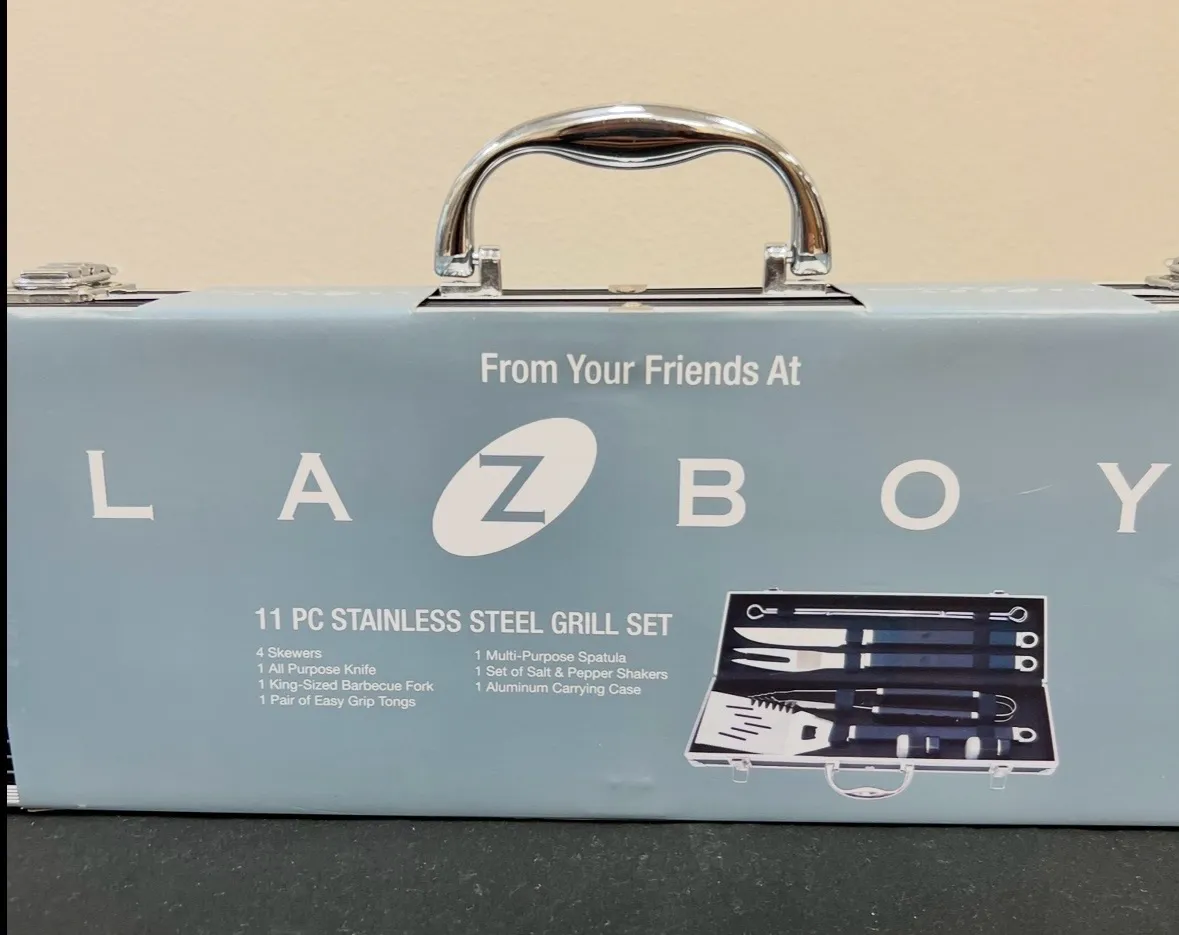 From Your Friends At
LAZBOY
11 PC STAINLESS STEEL GRILL SET
4 Skewers
1 All Purpose Knife
1 King-Sized Barbecue Fork
1 Pair of Easy Grip Tongs
1 Multi-Purpose Spatula
1 Set of Salt & Pepper Shakers
1 Aluminum Carrying Case